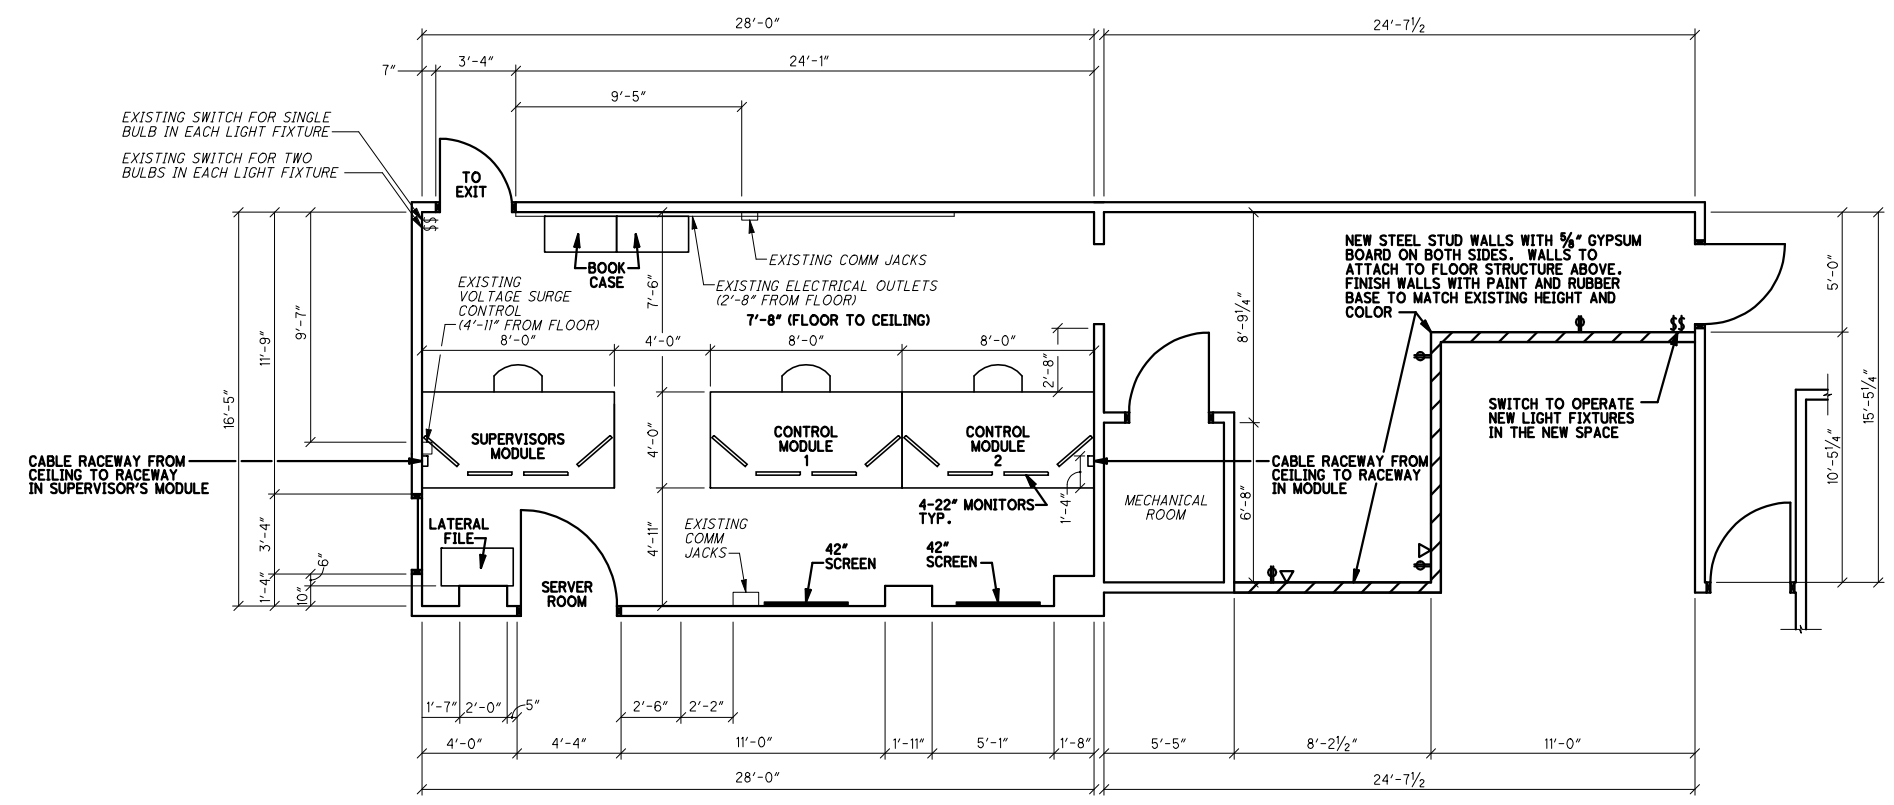 28'-0"
24'-7½
7"
3'-4"
24'-1"
9'-5"
EXISTING SWITCH FOR SINGLE
BULB IN EACH LIGHT FIXTURE
EXISTING SWITCH FOR TWO
BULBS IN EACH LIGHT FIXTURE
TO
EXIT
$$
BOOK
CASE
7'-6"
EXISTING COMM JACKS
EXISTING ELECTRICAL OUTLETS
(2'-8" FROM FLOOR)
7'-8" (FLOOR TO CEILING)
EXISTING
VOLTAGE SURGE
CONTROL
(4'-11" FROM FLOOR)
8'-0"
4'-0"
8'-0"
8'-0"
2'-8"
16'-5"
11'-9"
9'-7"
3'-4"
1'-4"
6"
10"
NEW STEEL STUD WALLS WITH ⅝" GYPSUM
BOARD ON BOTH SIDES. WALLS TO
ATTACH TO FLOOR STRUCTURE ABOVE.
FINISH WALLS WITH PAINT AND RUBBER
BASE TO MATCH EXISTING HEIGHT AND
COLOR
$$
8'-9¼"
6'-8"
5'-0"
10'-5¼"
15'-5¼"
SWITCH TO OPERATE
NEW LIGHT FIXTURES
IN THE NEW SPACE
SUPERVISORS
MODULE
4'-0"
CONTROL
MODULE
1
CONTROL
MODULE
2
CABLE RACEWAY FROM
CEILING TO RACEWAY
IN SUPERVISOR'S MODULE
CABLE RACEWAY FROM
CEILING TO RACEWAY
IN MODULE
1'-4"
4-22" MONITORS
TYP.
MECHANICAL
ROOM
LATERAL
FILE
4'-11"
EXISTING
COMM
JACKS
42"
SCREEN
42"
SCREEN
SERVER
ROOM
1'-7"
2'-0"
5"
2'-6"
2'-2"
4'-0"
4'-4"
11'-0"
1'-11"
5'-1"
1'-8"
5'-5"
8'-2½"
11'-0"
28'-0"
24'-7½